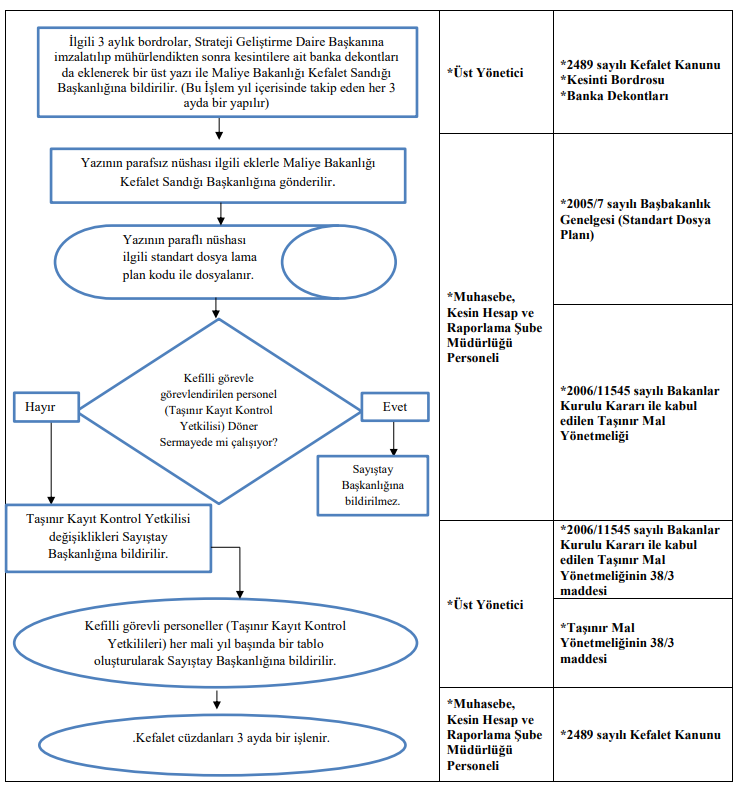 İlgili 3 aylık bordrolar, Strateji Geliştirme Daire Başkanına
imzalatılıp mühürlendikten sonra kesintilere ait banka dekontları
da eklenerek bir üst yazı ile Maliye Bakanlığı Kefalet Sandığı
Başkanlığına bildirilir. (Bu İşlem yıl içerisinde takip eden her 3
ayda bir yapılır)
*Üst Yönetici
*2489 sayılı Kefalet Kanunu
*Kesinti Bordrosu
*Banka Dekontları
Yazının parafsız nüshası ilgili eklerle Maliye Bakanlığı
Kefalet Sandığı Başkanlığına gönderilir.
Yazının paraflı nüshası
ilgili standart dosya lama
plan kodu ile dosyalanır.
*2005/7 sayılı Başbakanlık
Genelgesi (Standart Dosya
Planı)
*Muhasebe,
Kesin Hesap ve
Raporlama Şube
Müdürlüğü
Personeli
Kefilli görevle
görevlendirilen personel
(Taşınır Kayıt Kontrol
Yetkilisi) Döner
Sermayede mi çalışıyor?
Hayır
Evet
*2006/11545 sayılı Bakanlar
Kurulu Kararı ile kabul
edilen Taşınır Mal
Yönetmeliği
Sayıştay
Başkanlığına
bildirilmez.
Taşınır Kayıt Kontrol Yetkilisi
değişiklikleri Sayıştay
Başkanlığına bildirilir.
*2006/11545 sayılı Bakanlar
Kurulu Kararı ile kabul
edilen Taşınır Mal
Yönetmeliğinin 38/3
maddesi
*Üst Yönetici
Kefilli görevli personeller (Taşınır Kayıt Kontrol
Yetkilileri) her mali yıl başında bir tablo
oluşturularak Sayıştay Başkanlığına bildirilir.
*Taşınır Mal
Yönetmeliğinin 38/3
maddesi
.Kefalet cüzdanları 3 ayda bir işlenir.
*Muhasebe,
Kesin Hesap ve
Raporlama Şube
Müdürlüğü
Personeli
*2489 sayılı Kefalet Kanunu